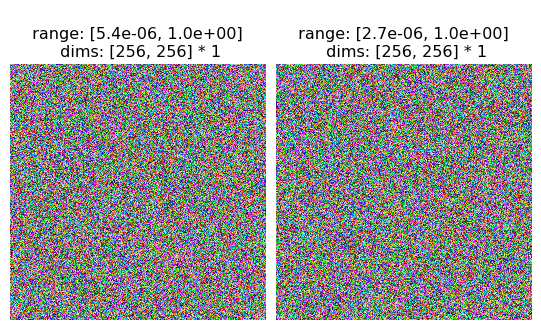 range: [5.4e-06, 1.0e+00]
dims: [256, 256] * 1
range: [2.7e-06, 1.0e+00]
dims: [256, 256] * 1